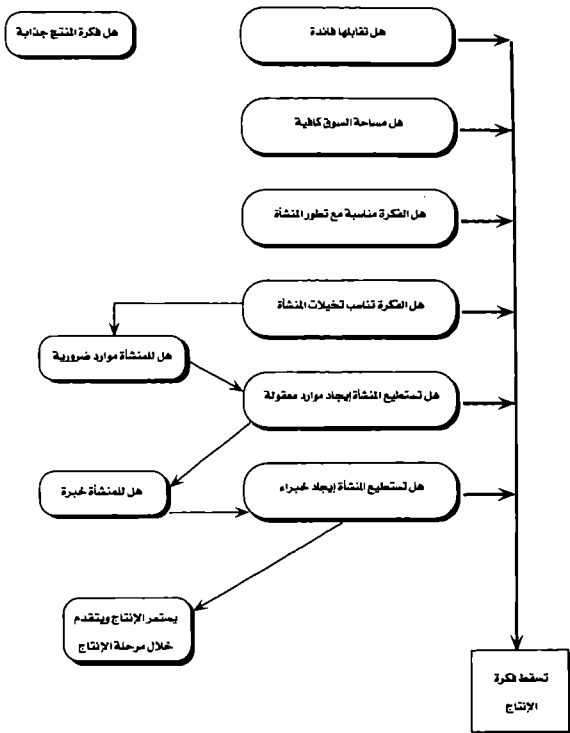 هل فكرة المنتج جذابة
هل تقابلها فائدة
هل مساحة السوق كافية
هل الفكرة مناسبة مع تطور المنشأة
هل الفكرة تناسب تخيلات المنشأة
هل للمنشأة موارد ضرورية
هل تستطيع المنشأة إيجاد موارد معقولة
هل للمنشأة خبرة
هل تستطيع المنشأة إيجاد خبراء
يستمر الإنتاج ويتقدم
خلال مرحلة الإنتاج
تسقط فكرة
الإنتاج